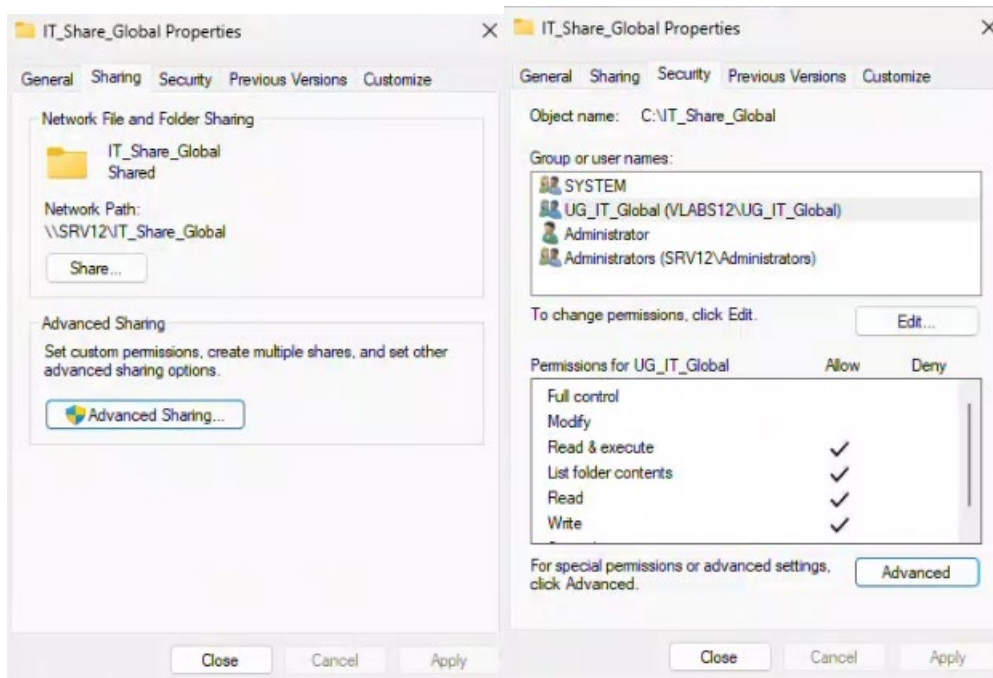 IT_Share_Global Properties
General Sharing Security Previous Versions Customize
Network File and Folder Sharing
IT_Share_Global
Shared
Network Path:
\\SRV12\IT_Share_Global
Share...
Advanced Sharing
Set custom permissions, create multiple shares, and set other
advanced sharing options.
Advanced Sharing...
Close Cancel Apply
IT_Share_Global Properties
General Sharing Security Previous Versions Customize
Object name: C:\IT_Share_Global
Group or user names:
SYSTEM
UG_IT_Global (VLABS12\UG_IT_Global)
Administrator
Administrators (SRV12\Administrators)
To change permissions, click Edit.
Edit...
Permissions for UG_IT_Global Allow Deny
Full control
Modify
Read & execute
List folder contents
Read
Write
For special permissions or advanced settings,
click Advanced.
Advanced
Close Cancel Apply